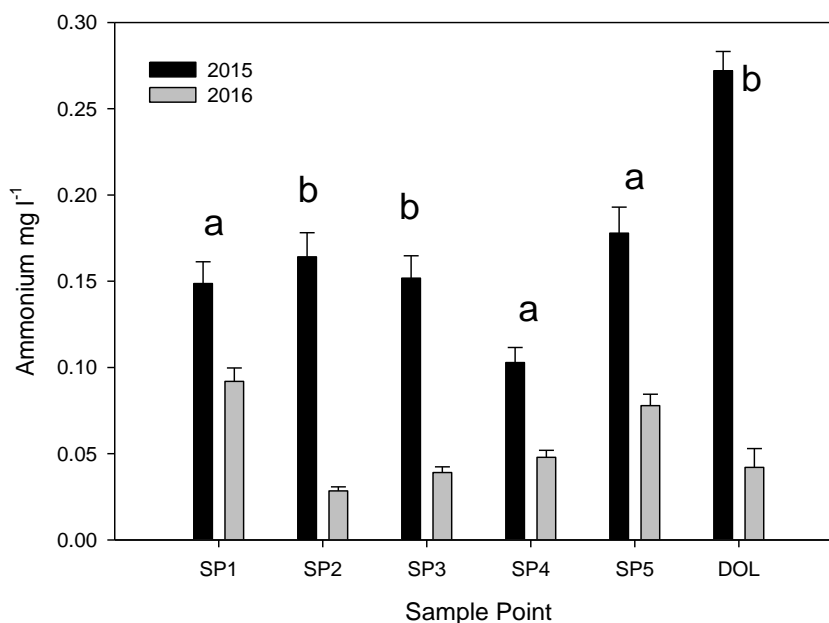 0.30
0.25
0.20
0.15
0.10
0.05
0.00
Ammonium mg l⁻¹
2015
2016
a
b
b
a
a
b
SP1 SP2 SP3 SP4 SP5 DOL
Sample Point